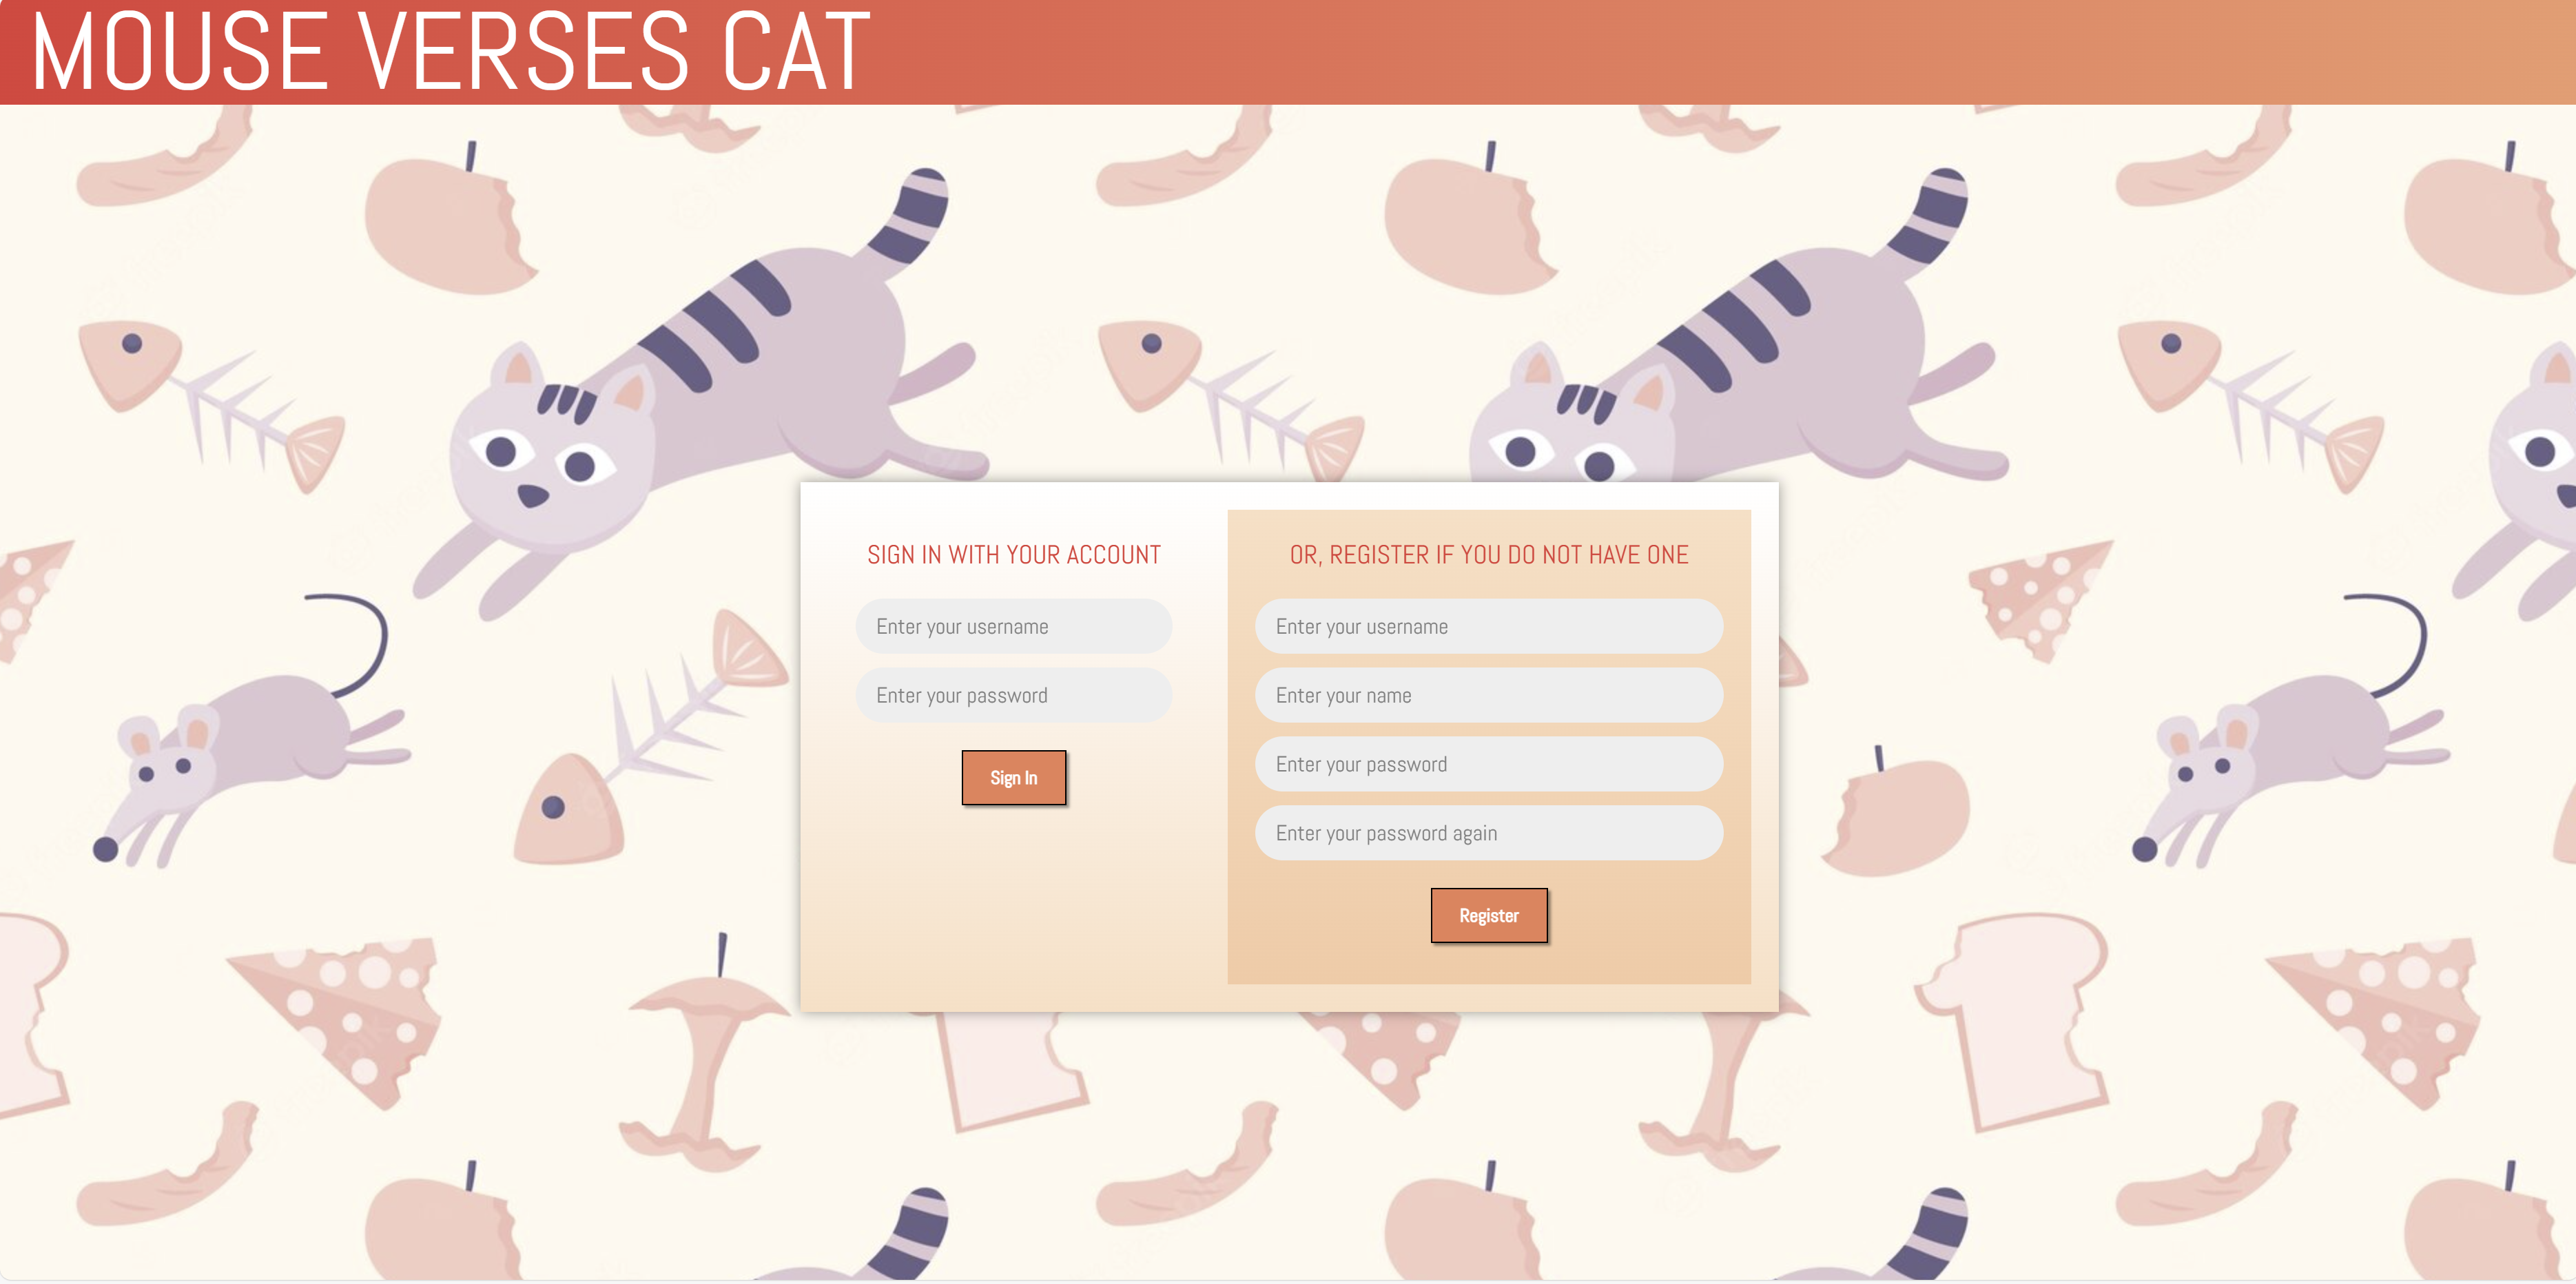 MOUSE VERSES CAT
SIGN IN WITH YOUR ACCOUNT
Enter your username
Enter your password
Sign In
OR, REGISTER IF YOU DO NOT HAVE ONE
Enter your username
Enter your name
Enter your password
Enter your password again
Register